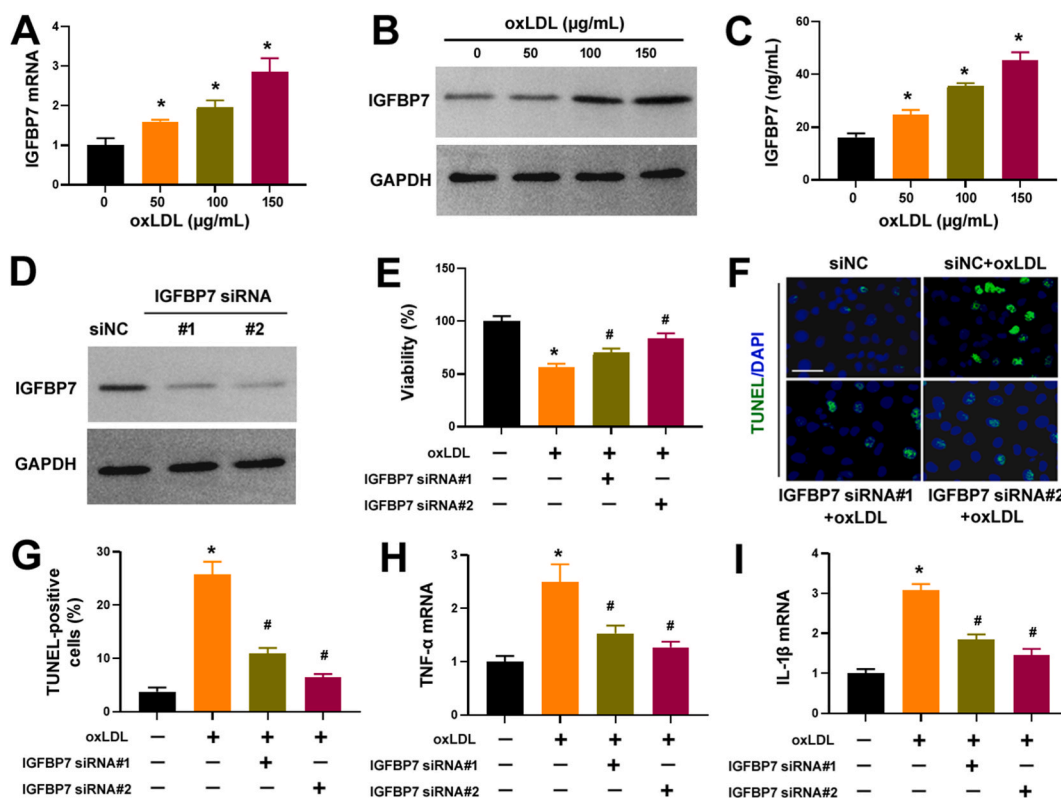 A
IGFBP7 mRNA
4
3
2
1
0
*
*
*
0 50 100 150
oxLDL (µg/mL)
B
oxLDL (µg/mL)
0 50 100 150
IGFBP7
GAPDH
C
IGFBP7 (ng/mL)
60
40
20
0
*
*
*
0 50 100 150
oxLDL (µg/mL)
D
IGFBP7 siRNA
siNC #1 #2
IGFBP7
GAPDH
E
Viability (%)
150
100
50
0
*
#
#
oxLDL — + + +
IGFBP7 siRNA#1 +
IGFBP7 siRNA#2 +
F
siNC siNC+oxLDL
TUNEL/DAPI
IGFBP7 siRNA#1 IGFBP7 siRNA#2
+oxLDL +oxLDL
G
TUNEL-positive
cells (%)
30
20
10
0
*
#
#
oxLDL — + + +
IGFBP7 siRNA#1 — +
IGFBP7 siRNA#2 — +
H
TNF-α mRNA
3
2
1
0
*
#
#
oxLDL — + + +
IGFBP7 siRNA#1 — +
IGFBP7 siRNA#2 — +
I
IL-1β mRNA
4
3
2
1
0
*
#
#
oxLDL — + + +
IGFBP7 siRNA#1 — +
IGFBP7 siRNA#2 — +